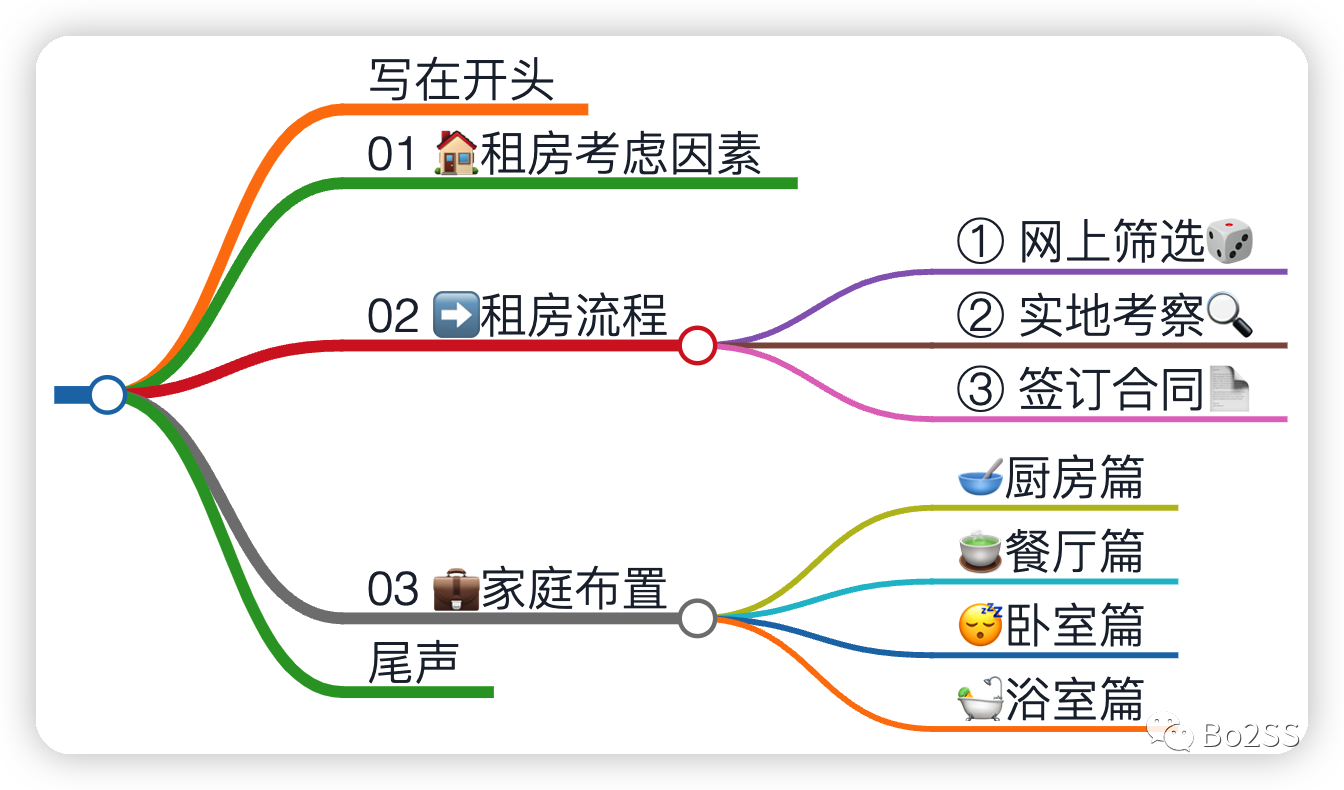 写在开头
01 🏠租房考虑因素
02 ➡️租房流程
① 网上筛选🎲
② 实地考察🔍
③ 签订合同📄
03 💼家庭布置
🥣厨房篇
🍵餐厅篇
😴卧室篇
🛀浴室篇
尾声
Bo2SS